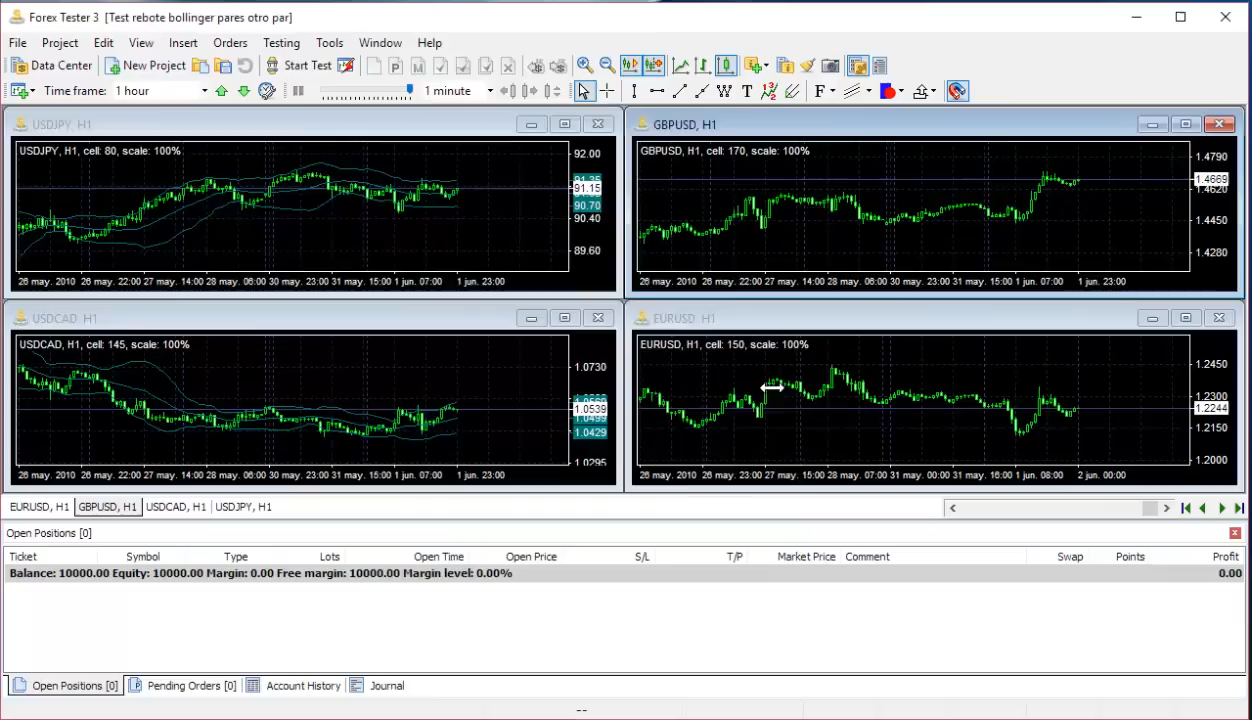 Forex Tester 3 [Test rebote bollinger pares otro par]
File Project Edit View Insert Orders Testing Tools Window Help
Data Center New Project Start Test
Time frame: 1 hour 1 minute
USDJPY, H1
USDJPY, H1, cell: 80, scale: 100%
92.00
91.35
91.15
90.70
90.40
89.60
26 may. 2010 26 may. 22:00 27 may. 14:00 28 may. 06:00 30 may. 23:00 31 may. 15:00 1 jun. 07:00 1 jun. 23:00
GBPUSD, H1
GBPUSD, H1, cell: 170, scale: 100%
1.4790
1.4669
1.4620
1.4450
1.4280
26 may. 2010 26 may. 22:00 27 may. 14:00 28 may. 06:00 30 may. 23:00 31 may. 15:00 1 jun. 07:00 1 jun. 23:00
USDCAD H1
USDCAD, H1, cell: 145, scale: 100%
1.0730
1.0539
1.0429
1.0295
26 may. 2010 26 may. 22:00 27 may. 14:00 28 may. 06:00 30 may. 23:00 31 may. 15:00 1 jun. 07:00 1 jun. 23:00
EURUSD H1
EURUSD, H1, cell: 150, scale: 100%
1.2450
1.2300
1.2244
1.2150
1.2000
26 may. 2010 26 may. 23:00 27 may. 15:00 28 may. 07:00 31 may. 00:00 31 may. 16:00 1 jun. 08:00 2 jun. 00:00
EURUSD, H1 GBPUSD, H1 USDCAD, H1 USDJPY, H1
Open Positions [0]
Ticket Symbol Type Lots Open Time Open Price S/L T/P Market Price Comment Swap Points Profit
Balance: 10000.00 Equity: 10000.00 Margin: 0.00 Free margin: 10000.00 Margin level: 0.00% 0.00
Open Positions [0] Pending Orders [0] Account History Journal
--